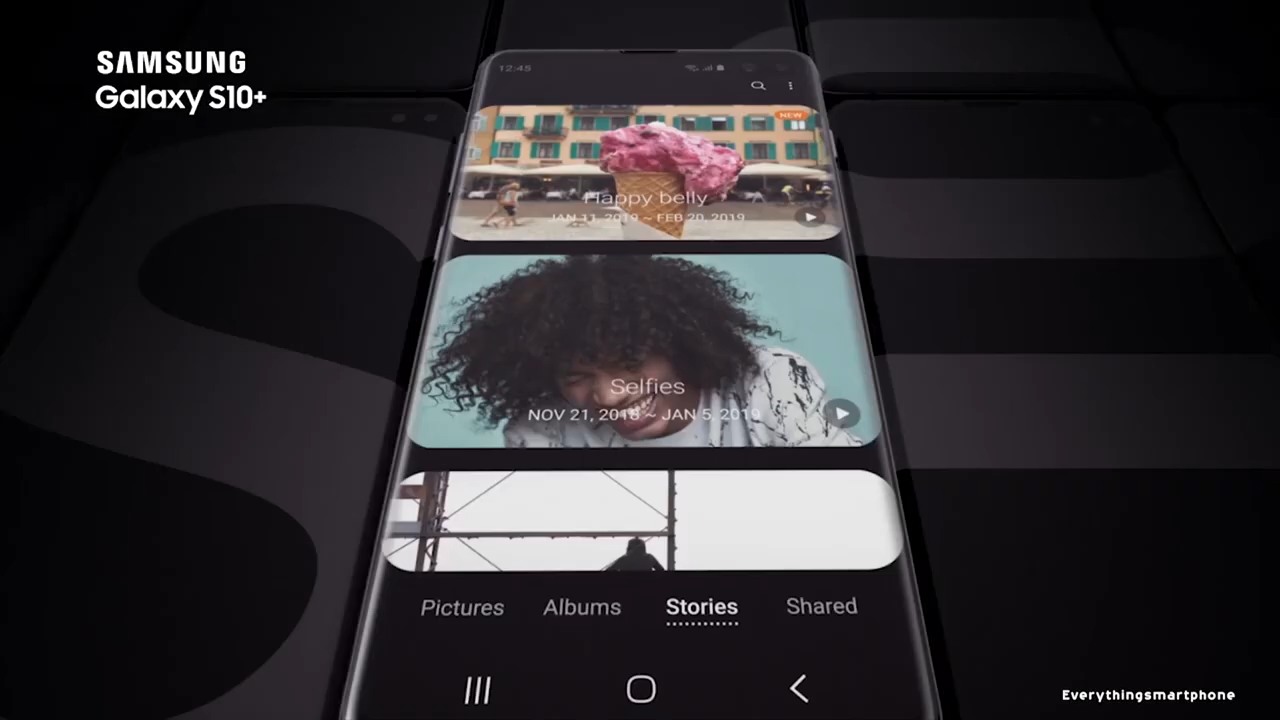 SAMSUNG
Galaxy S10+
12:45
NEW
Happy belly
JAN 11, 2019 ~ FEB 20, 2019
Selfies
NOV 21, 2018 ~ JAN 5, 2019
Pictures Albums Stories Shared
Everythingsmartphone